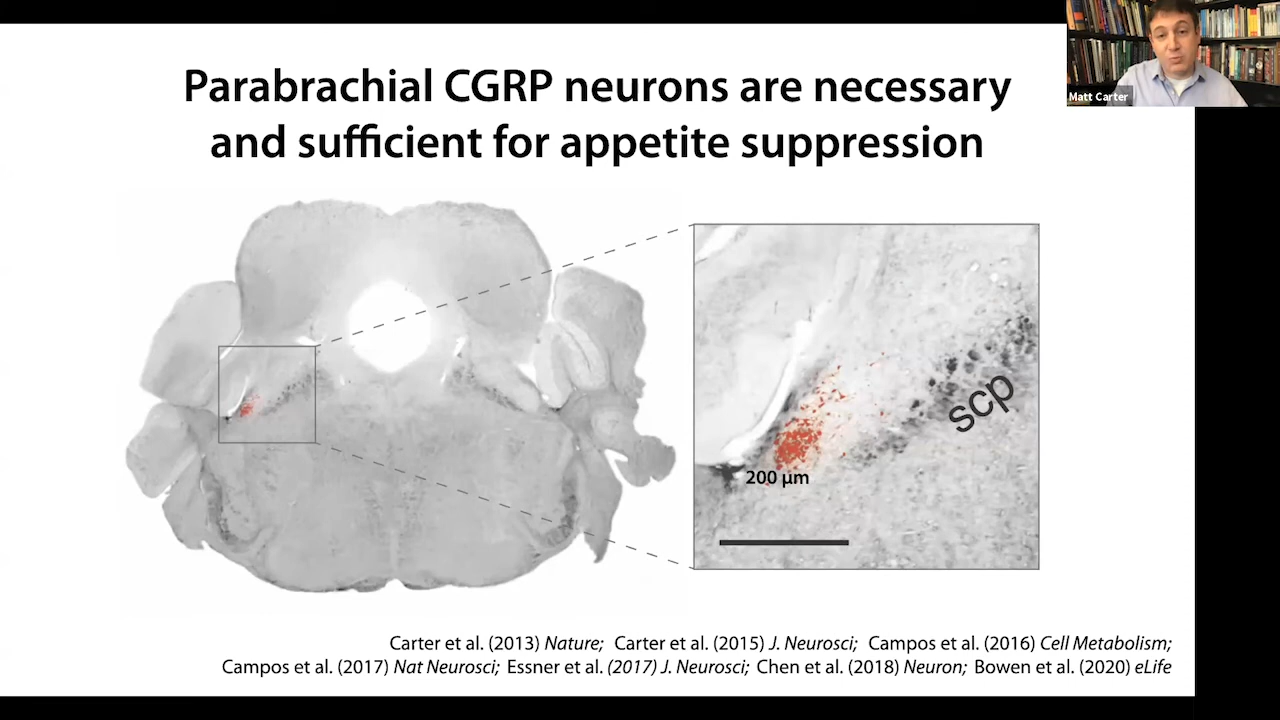 Parabrachial CGRP neurons are necessary
and sufficient for appetite suppression
Matt Carter
scp
200 μm
Carter et al. (2013) Nature; Carter et al. (2015) J. Neurosci; Campos et al. (2016) Cell Metabolism;
Campos et al. (2017) Nat Neurosci; Essner et al. (2017) J. Neurosci; Chen et al. (2018) Neuron; Bowen et al. (2020) eLife